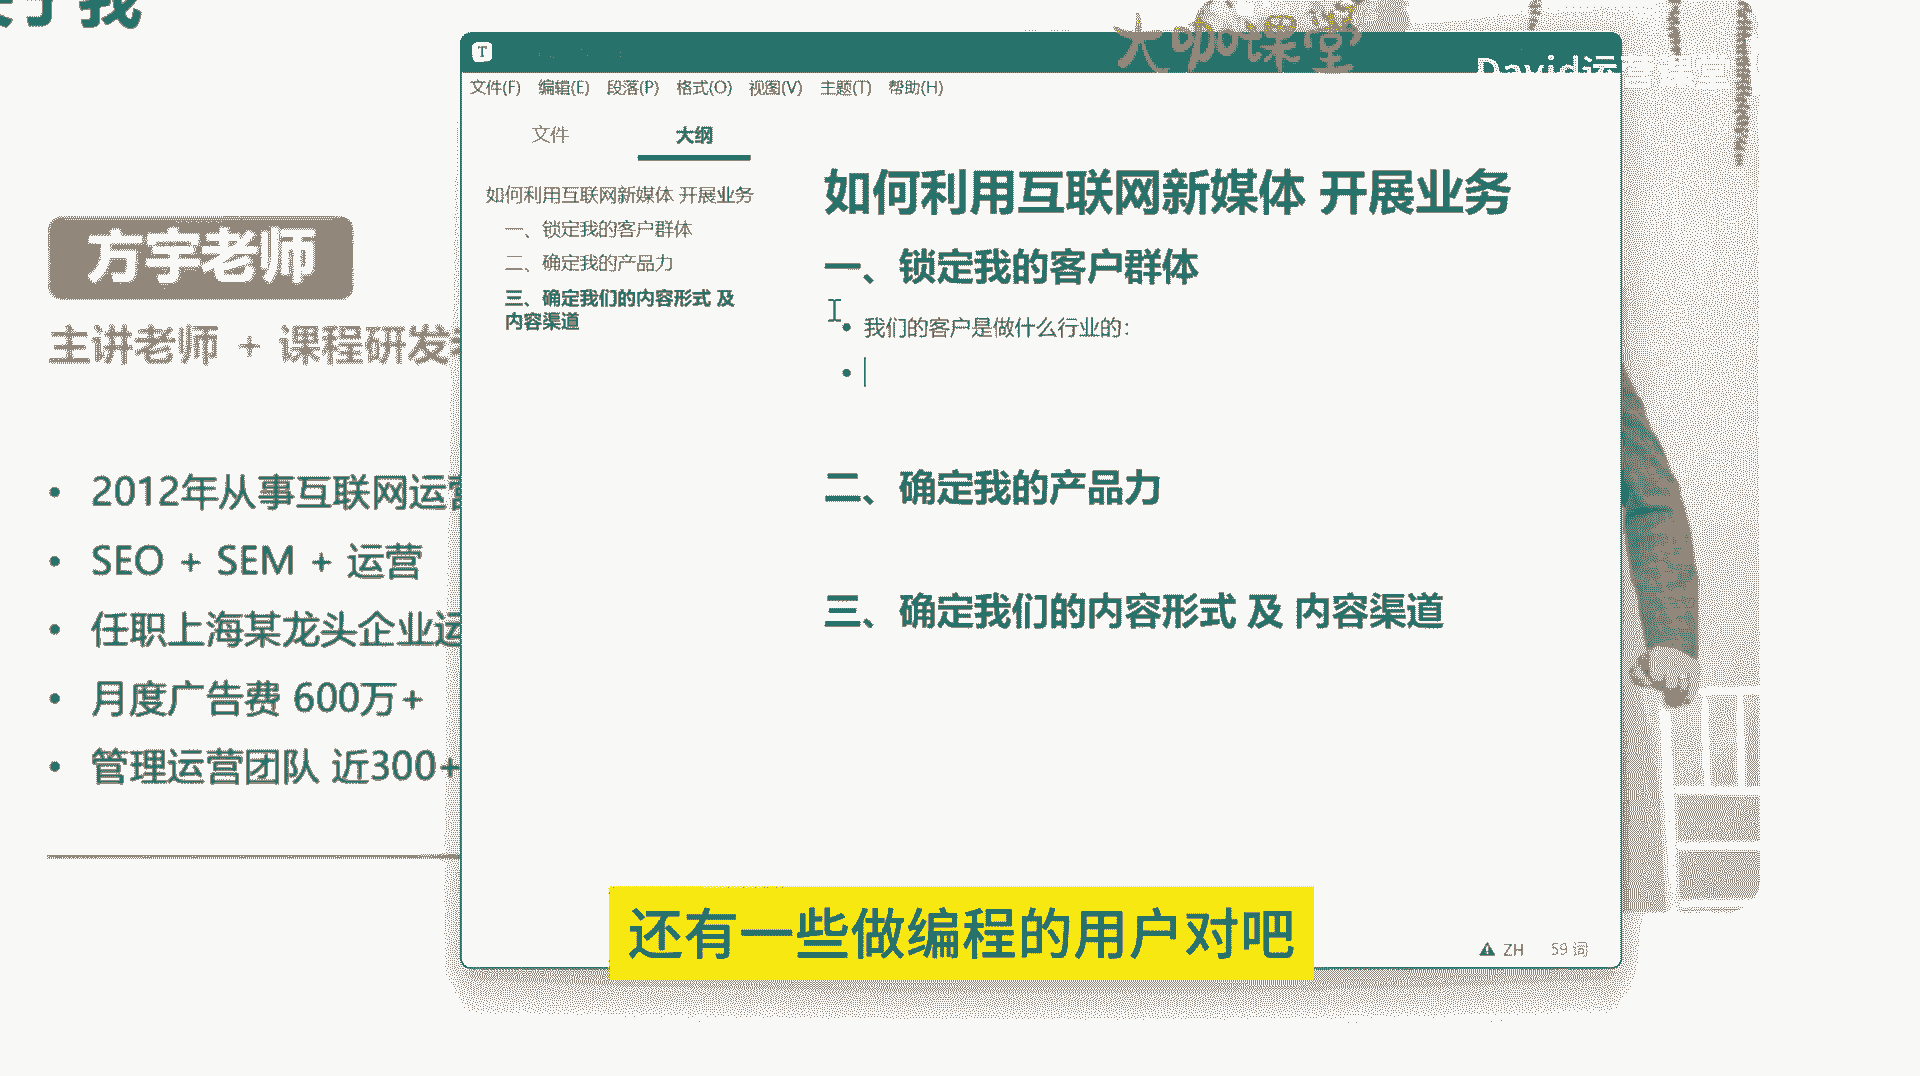 大咖课堂
David运营课堂
T
文件(F) 编辑(E) 段落(P) 格式(O) 视图(V) 主题(T) 帮助(H)
文件 大纲
如何利用互联网新媒体 开展业务
一、锁定我的客户群体
二、确定我的产品力
三、确定我们的内容形式 及
内容渠道
如何利用互联网新媒体 开展业务
一、锁定我的客户群体
• 我们的客户是做什么行业的:
•
二、确定我的产品力
三、确定我们的内容形式 及 内容渠道
ZH 59 词
方宇老师
主讲老师 + 课程研发
• 2012年从事互联网运营
• SEO + SEM + 运营
• 任职上海某龙头企业运
• 月度广告费 600万+
• 管理运营团队 近300+
还有一些做编程的用户对吧